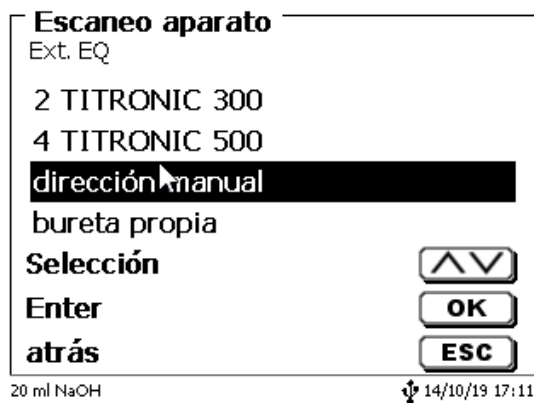 Escaneo aparato
Ext. EQ
2 TITRONIC 300
4 TITRONIC 500
dirección manual
bureta propia
Selección
Enter OK
atrás ESC
20 ml NaOH 14/10/19 17:11